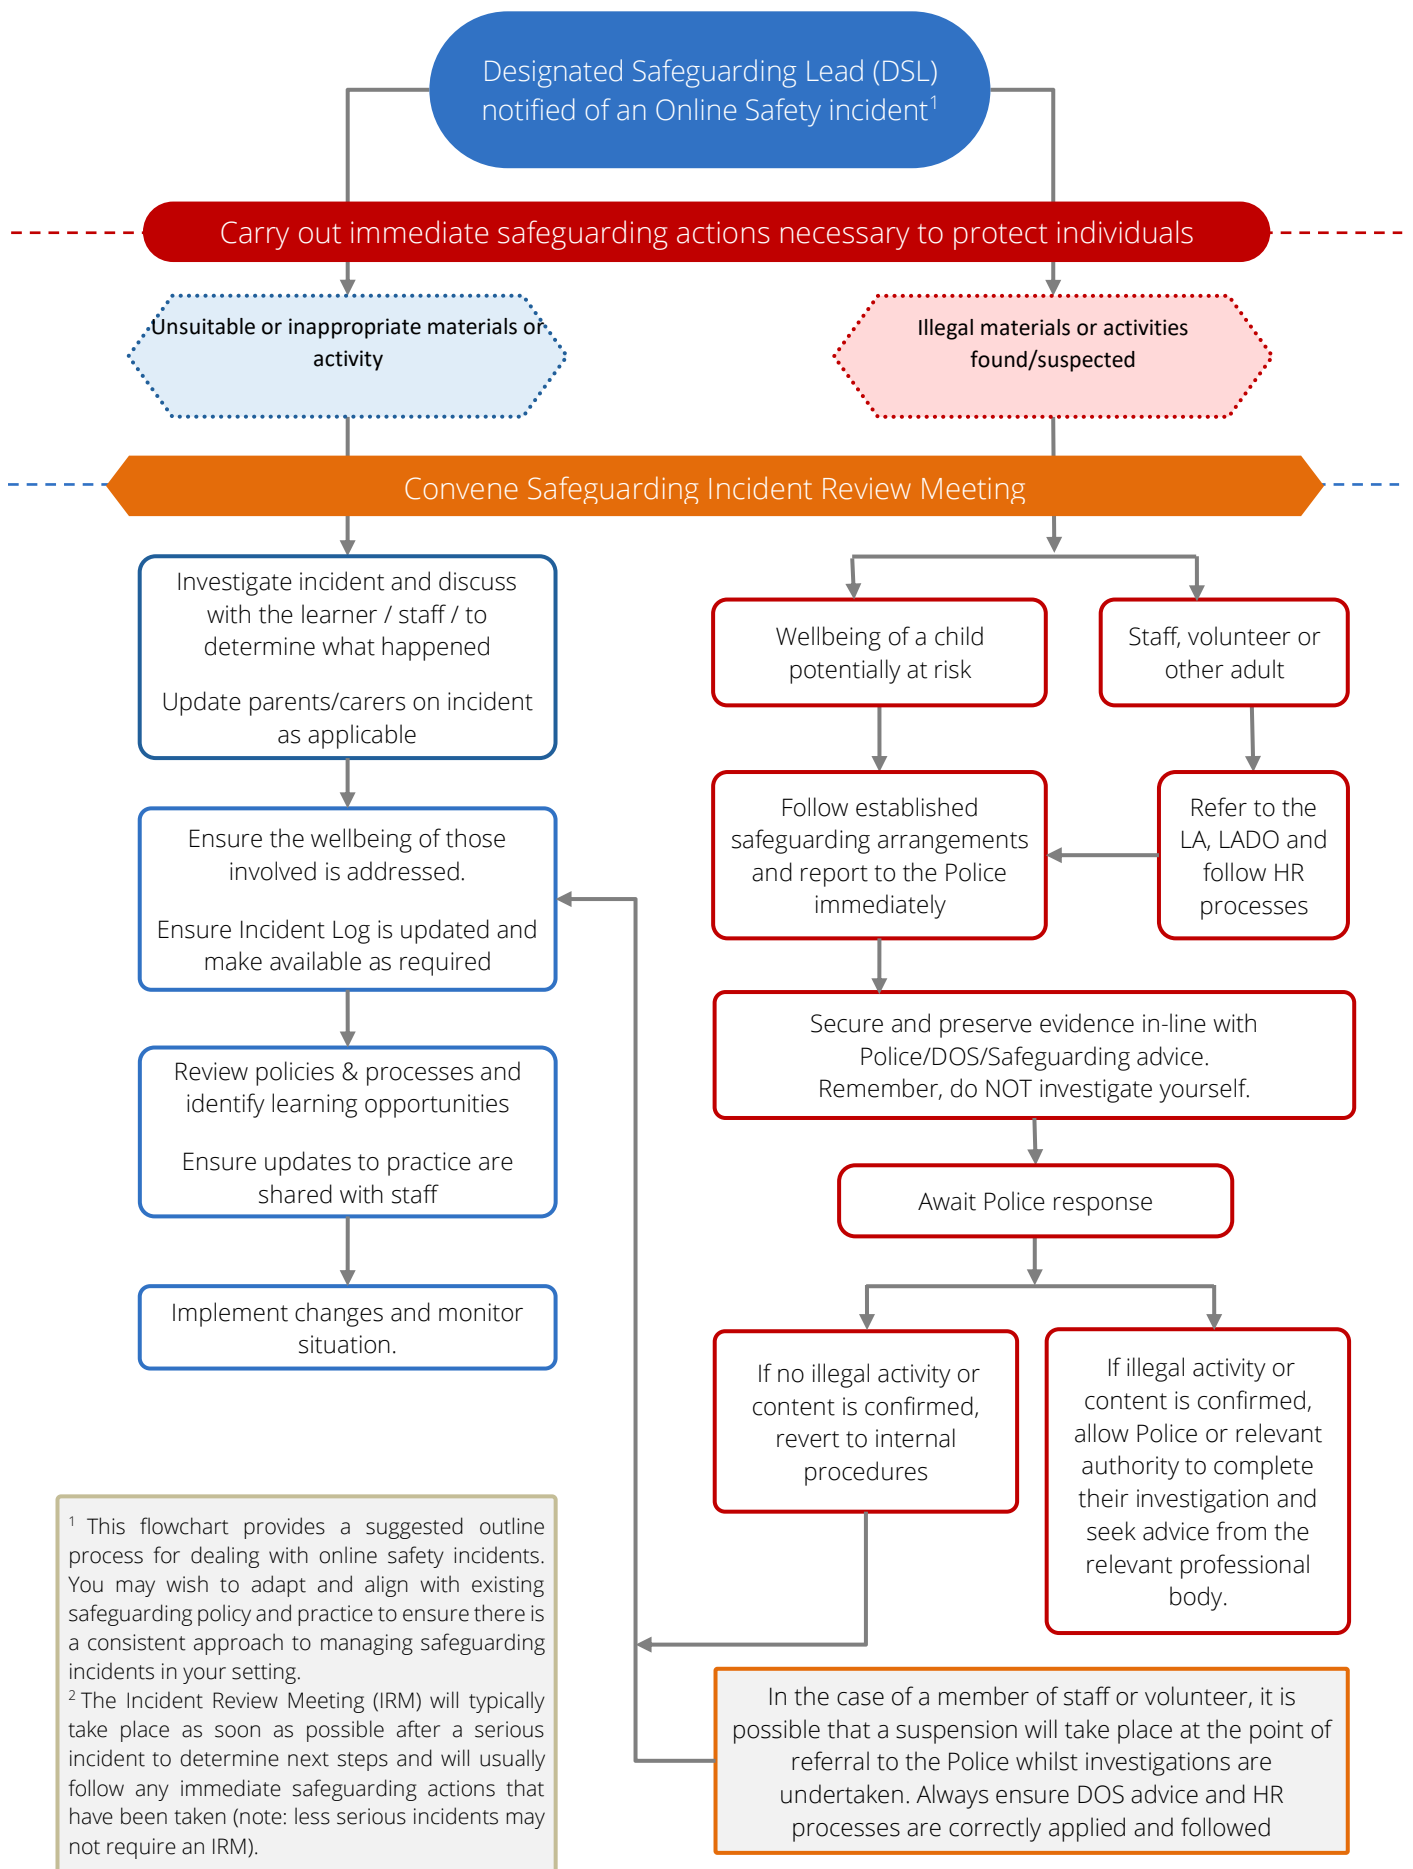 Designated Safeguarding Lead (DSL)
notified of an Online Safety incident¹
Carry out immediate safeguarding actions necessary to protect individuals
Unsuitable or inappropriate materials or
activity
Illegal materials or activities
found/suspected
Convene Safeguarding Incident Review Meeting
Investigate incident and discuss
with the learner / staff / to
determine what happened
Update parents/carers on incident
as applicable
Ensure the wellbeing of those
involved is addressed.
Ensure Incident Log is updated and
make available as required
Review policies & processes and
identify learning opportunities
Ensure updates to practice are
shared with staff
Implement changes and monitor
situation.
Wellbeing of a child
potentially at risk
Staff, volunteer or
other adult
Follow established
safeguarding arrangements
and report to the Police
immediately
Refer to the
LA, LADO and
follow HR
processes
Secure and preserve evidence in-line with
Police/DOS/Safeguarding advice.
Remember, do NOT investigate yourself.
Await Police response
If no illegal activity or
content is confirmed,
revert to internal
procedures
If illegal activity or
content is confirmed,
allow Police or relevant
authority to complete
their investigation and
seek advice from the
relevant professional
body.
¹ This flowchart provides a suggested outline
process for dealing with online safety incidents.
You may wish to adapt and align with existing
safeguarding policy and practice to ensure there is
a consistent approach to managing safeguarding
incidents in your setting.
² The Incident Review Meeting (IRM) will typically
take place as soon as possible after a serious
incident to determine next steps and will usually
follow any immediate safeguarding actions that
have been taken (note: less serious incidents may
not require an IRM).
In the case of a member of staff or volunteer, it is
possible that a suspension will take place at the point of
referral to the Police whilst investigations are
undertaken. Always ensure DOS advice and HR
processes are correctly applied and followed